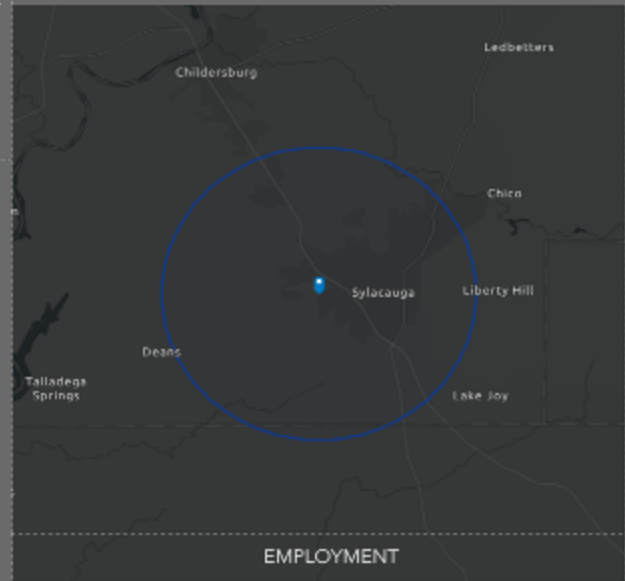 Ledbetters
Childersburg
Chico
n
Sylacauga
Liberty Hill
Deans
Talladega
Springs
Lake Joy
EMPLOYMENT